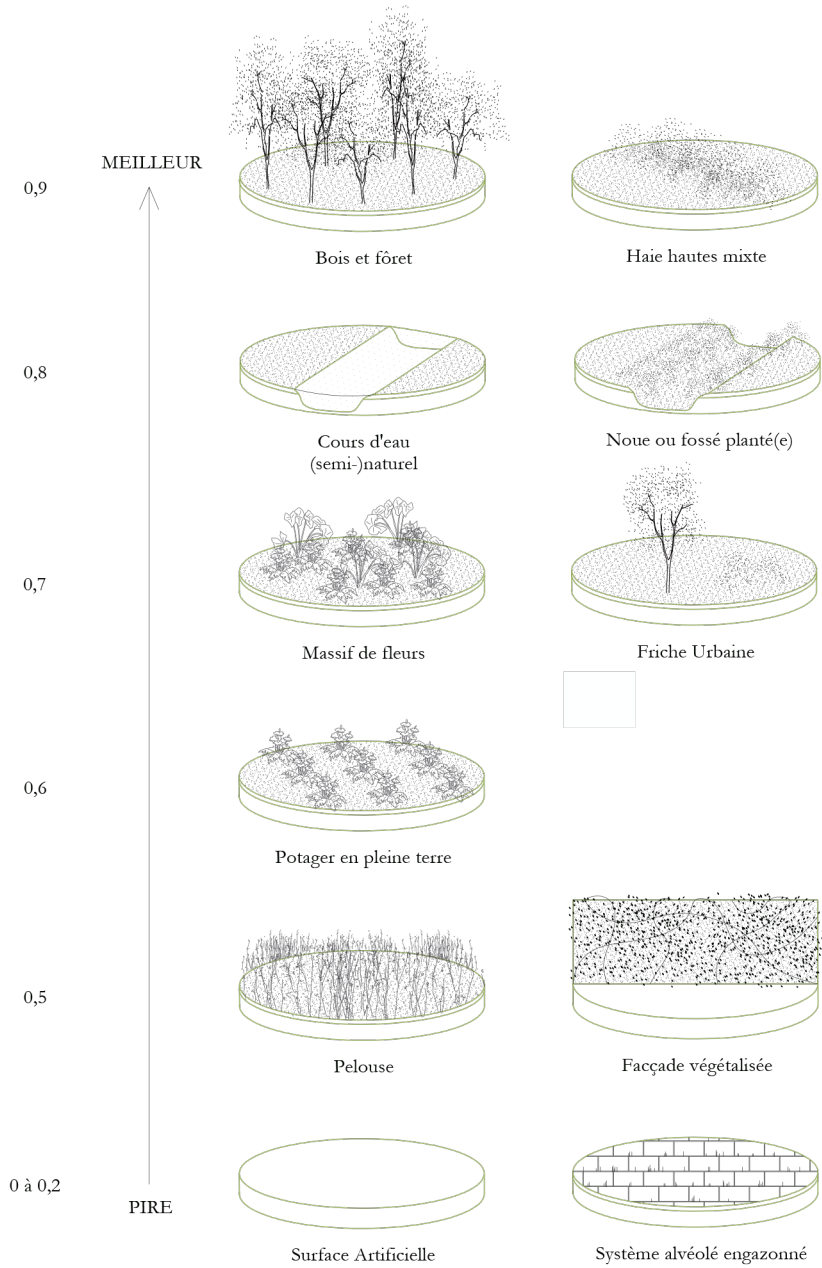 MEILLEUR
0,9
Bois et fôret
Haie hautes mixte
0,8
Cours d'eau
(semi-)naturel
Noue ou fossé planté(e)
0,7
Massif de fleurs
Friche Urbaine
0,6
Potager en pleine terre
0,5
Pelouse
Facçade végétalisée
0 à 0,2
PIRE
Surface Artificielle
Système alvéolé engazonné